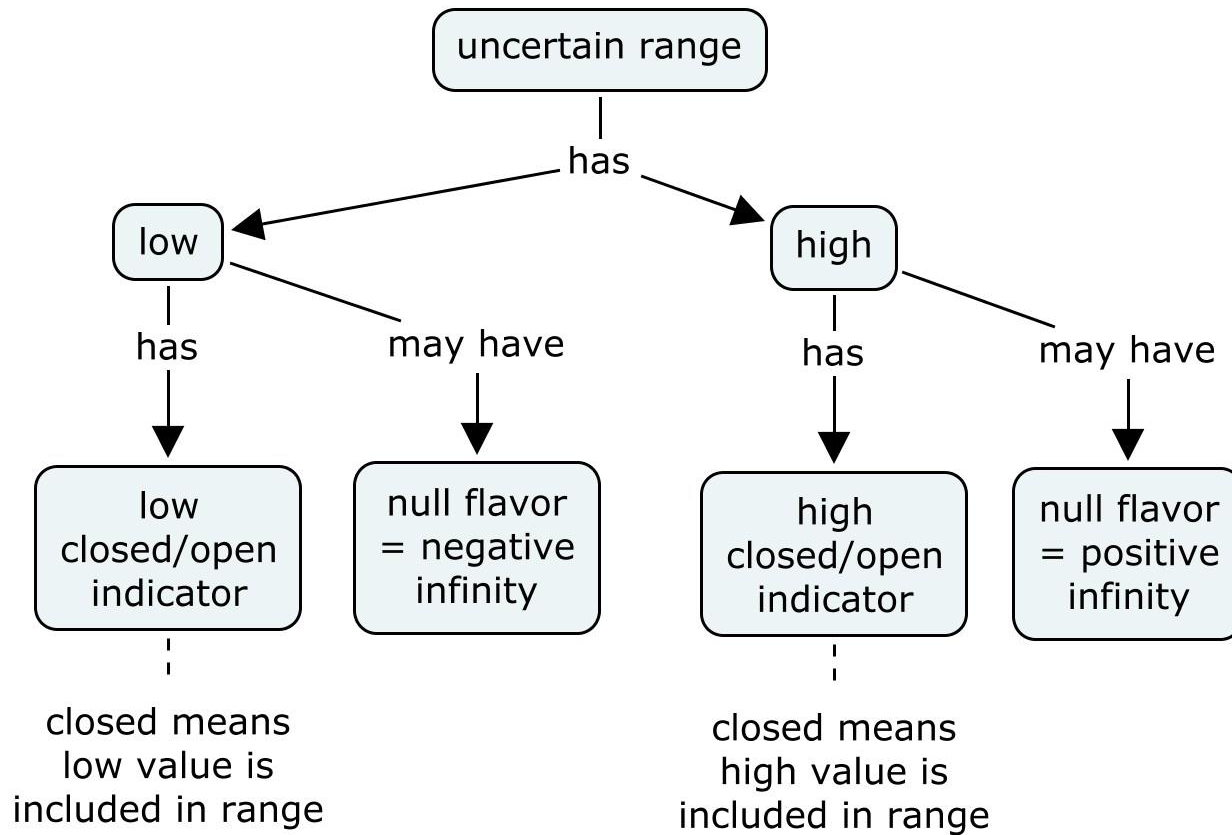 uncertain range
has
low
high
has
may have
has
may have
low
closed/open
indicator
null flavor
= negative
infinity
high
closed/open
indicator
null flavor
= positive
infinity
closed means
low value is
included in range
closed means
high value is
included in range